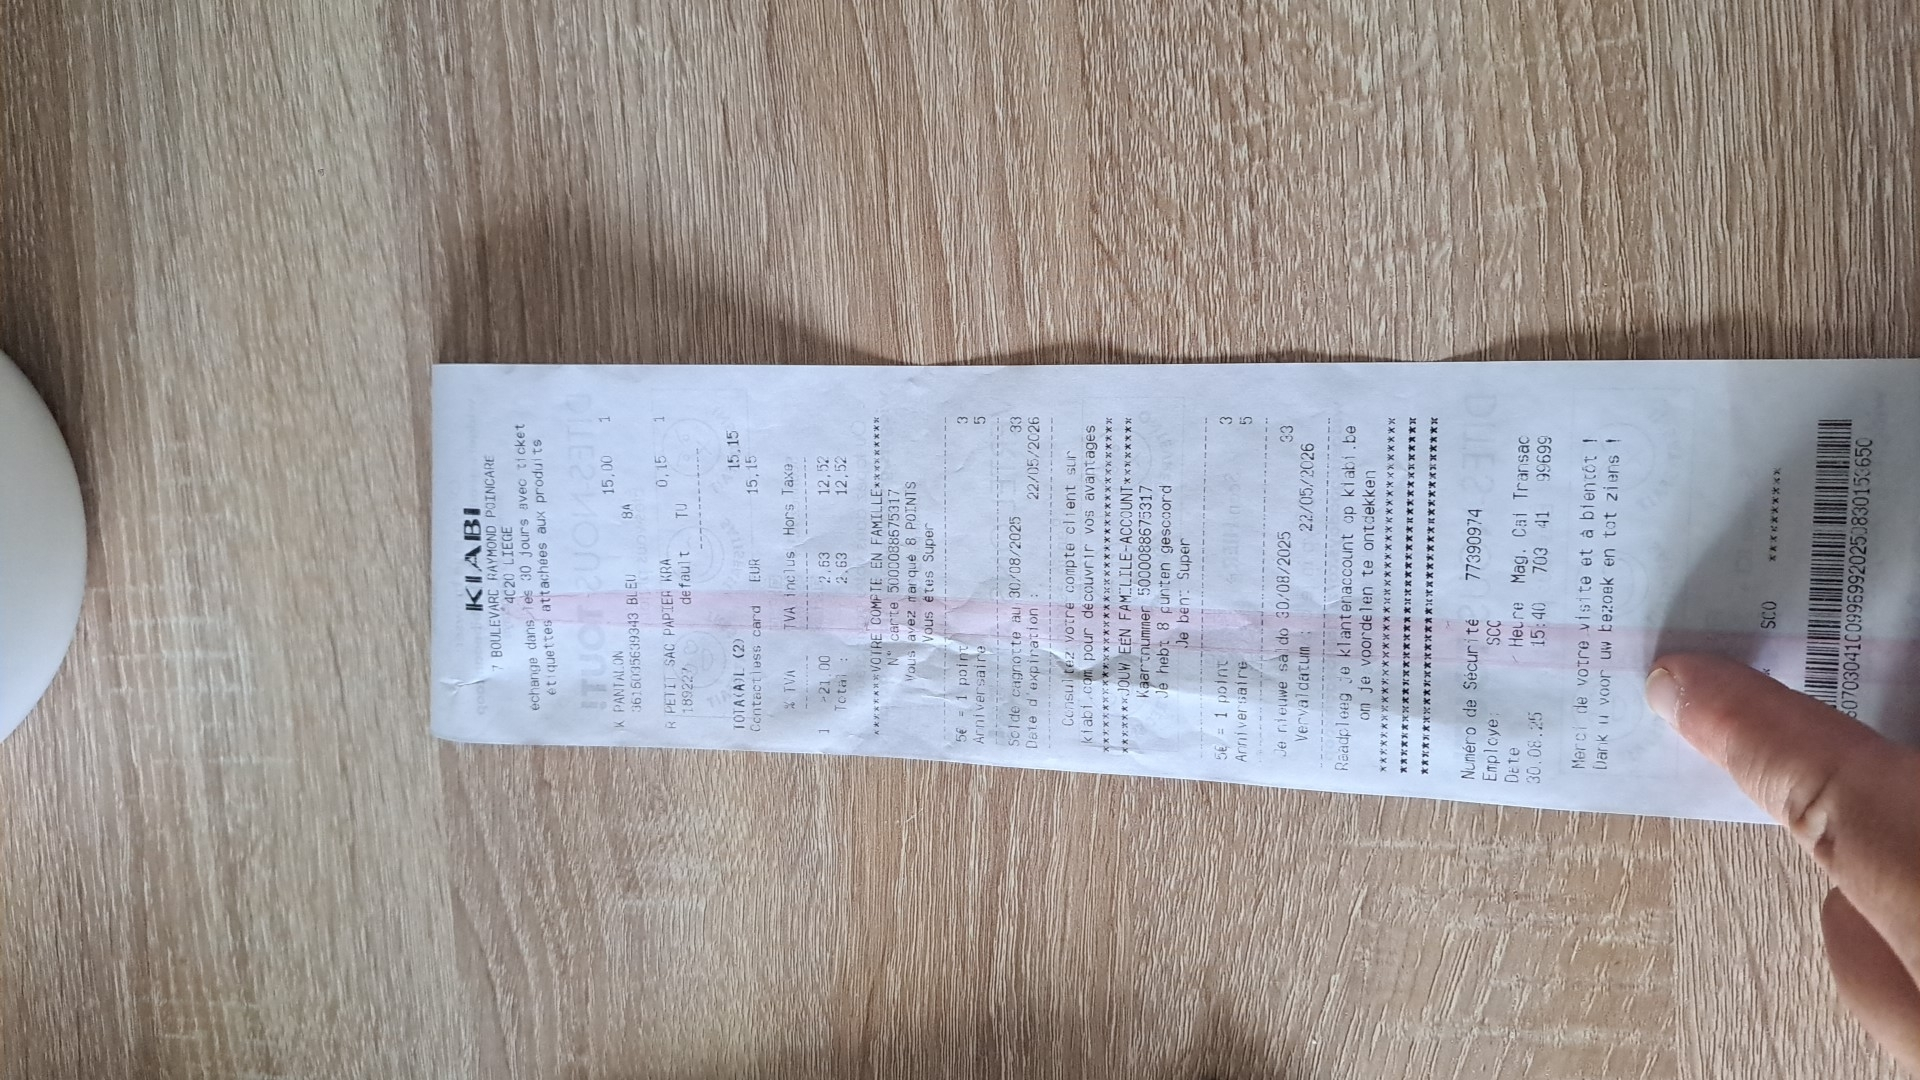 KIABI
7 BOULEVARD RAYMOND POINCARE
4020 LIEGE
echange dans les 30 jours avec ticket
étiquettes attachées aux produits
K PANTALON 15,00 1
3616035639343 BLEU 8A
R PETIT SAC PAPIER KRA 0,15 1
189227 default TU
TOTA(A)L (2) 15,15
Contactless card EUR 15,15
% TVA TVA inclus Hors Taxe
1 21.00 2.63 12.52
Total : 2.63 12.52
********VOTRE COMPTE EN FAMILLE*********
N° carte 5000088675317
Vous avez marqué 8 POINTS
Vous êtes Super
5€ = 1 point 3
Anniversaire 5
Solde cagnotte au 30/08/2025 33
Date d'expiration : 22/05/2026
Consultez votre compte client sur
kiabi.com pour découvrir vos avantages
****************************************
*******JOUW EN FAMILILE-ACCOUNT*******
Kaartnummer 5000088675317
Je hebt 8 punten gescoord
Je bent Super
5€ = 1 point 3
Anniversaire 5
Je nieuwe saldo 30/08/2025 33
Vervaldatum : 22/05/2026
Raadpleeg je klantenaccount op kiabi.be
om je voordelen te ontdekken
****************************************
****************************************
****************************************
Numéro de Sécurité 77390974
Employe: SCO
Date Heure Mag. Cai Transac
30.08.25 15:40 703 41 99699
Merci de votre visite et à bientôt !
Dank u voor uw bezoek en tot ziens !
SCO *********